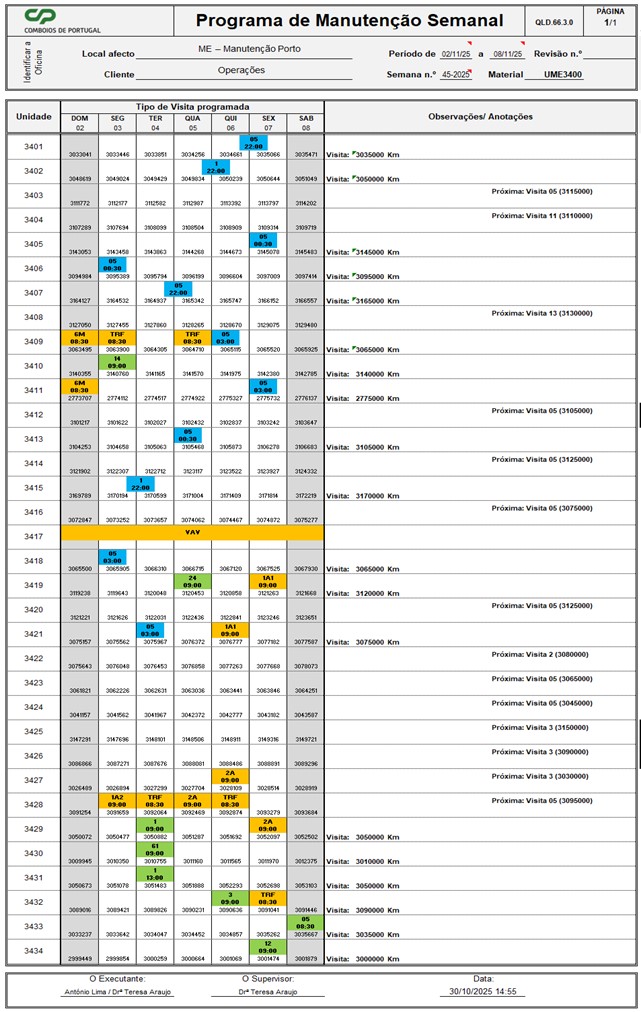 CP
COMBOIOS DE PORTUGAL
Programa de Manutenção Semanal
QLD.66.3.0
PÁGINA
1/1
Identificar a Oficina
Local afecto ME – Manutenção Porto
Período de 02/11/25 a 08/11/25 Revisão n.º
Cliente Operações
Semana n.º 45-2025 Material UME3400
Unidade Tipo de Visita programada Observações/ Anotações
DOM SEG TER QUA QUI SEX SAB
02 03 04 05 06 07 08
05
22:00
3401 3033041 3033446 3033851 3034256 3034661 3035066 3035471 Visita: 3035000 Km
1
22:00
3402 3048619 3049024 3049429 3049834 3050239 3050644 3051049 Visita: 3050000 Km
3403 Próxima: Visita 05 (3115000)
3111772 3112177 3112582 3112987 3113392 3113797 3114202
3404 Próxima: Visita 11 (3110000)
3107289 3107694 3108099 3108504 3108909 3109314 3109719
05
00:30
3405 3143053 3143458 3143863 3144268 3144673 3145078 3145483 Visita: 3145000 Km
05
00:30
3406 3094984 3095389 3095794 3096199 3096604 3097009 3097414 Visita: 3095000 Km
05
22:00
3407 3164127 3164532 3164937 3165342 3165747 3166152 3166557 Visita: 3165000 Km
3408 Próxima: Visita 13 (3130000)
3127050 3127455 3127860 3128265 3128670 3129075 3129480
6M TRF TRF 05
08:30 08:30 08:30 03:00
3409 3063495 3063900 3064305 3064710 3065115 3065520 3065925 Visita: 3065000 Km
14
09:00
3410 3140355 3140760 3141165 3141570 3141975 3142380 3142785 Visita: 3140000 Km
6M 05
08:30 03:00
3411 2773707 2774112 2774517 2774922 2775327 2775732 2776137 Visita: 2775000 Km
3412 Próxima: Visita 05 (3105000)
3101217 3101622 3102027 3102432 3102837 3103242 3103647
05
00:30
3413 3104253 3104658 3105063 3105468 3105873 3106278 3106683 Visita: 3105000 Km
3414 Próxima: Visita 05 (3125000)
3121902 3122307 3122712 3123117 3123522 3123927 3124332
1
22:00
3415 3169789 3170194 3170599 3171004 3171409 3171814 3172219 Visita: 3170000 Km
3416 Próxima: Visita 05 (3075000)
3072847 3073252 3073657 3074062 3074467 3074872 3075277
3417 VAV
05
03:00
3418 3065500 3065905 3066310 3066715 3067120 3067525 3067930 Visita: 3065000 Km
24 1A1
09:00 09:00
3419 3119238 3119643 3120048 3120453 3120858 3121263 3121668 Visita: 3120000 Km
3420 Próxima: Visita 05 (3125000)
3121221 3121626 3122031 3122436 3122841 3123246 3123651
05 1A1
03:00 09:00
3421 3075157 3075562 3075967 3076372 3076777 3077182 3077587 Visita: 3075000 Km
3422 Próxima: Visita 2 (3080000)
3075643 3076048 3076453 3076858 3077263 3077668 3078073
3423 Próxima: Visita 05 (3065000)
3061821 3062226 3062631 3063036 3063441 3063846 3064251
3424 Próxima: Visita 05 (3045000)
3041157 3041562 3041967 3042372 3042777 3043182 3043587
3425 Próxima: Visita 3 (3150000)
3147291 3147696 3148101 3148506 3148911 3149316 3149721
3426 Próxima: Visita 3 (3090000)
3086866 3087271 3087676 3088081 3088486 3088891 3089296
2A
09:00
3427 Próxima: Visita 3 (3030000)
3026489 3026894 3027299 3027704 3028109 3028514 3028919
1A2 TRF 2A TRF
09:00 08:30 09:00 08:30
3428 Próxima: Visita 05 (3095000)
3091254 3091659 3092064 3092469 3092874 3093279 3093684
1 2A
09:00 09:00
3429 3050072 3050477 3050882 3051287 3051692 3052097 3052502 Visita: 3050000 Km
61
09:00
3430 3009945 3010350 3010755 3011160 3011565 3011970 3012375 Visita: 3010000 Km
1
13:00
3431 3050673 3051078 3051483 3051888 3052293 3052698 3053103 Visita: 3050000 Km
3 TRF
09:00 08:30
3432 3089016 3089421 3089826 3090231 3090636 3091041 3091446 Visita: 3090000 Km
05
08:30
3433 3033237 3033642 3034047 3034452 3034857 3035262 3035667 Visita: 3035000 Km
12
09:00
3434 2999449 2999854 3000259 3000664 3001069 3001474 3001879 Visita: 3000000 Km
O Executante: O Supervisor: Data:
António Lima / Drª Teresa Araujo Drª Teresa Araujo 30/10/2025 14:55